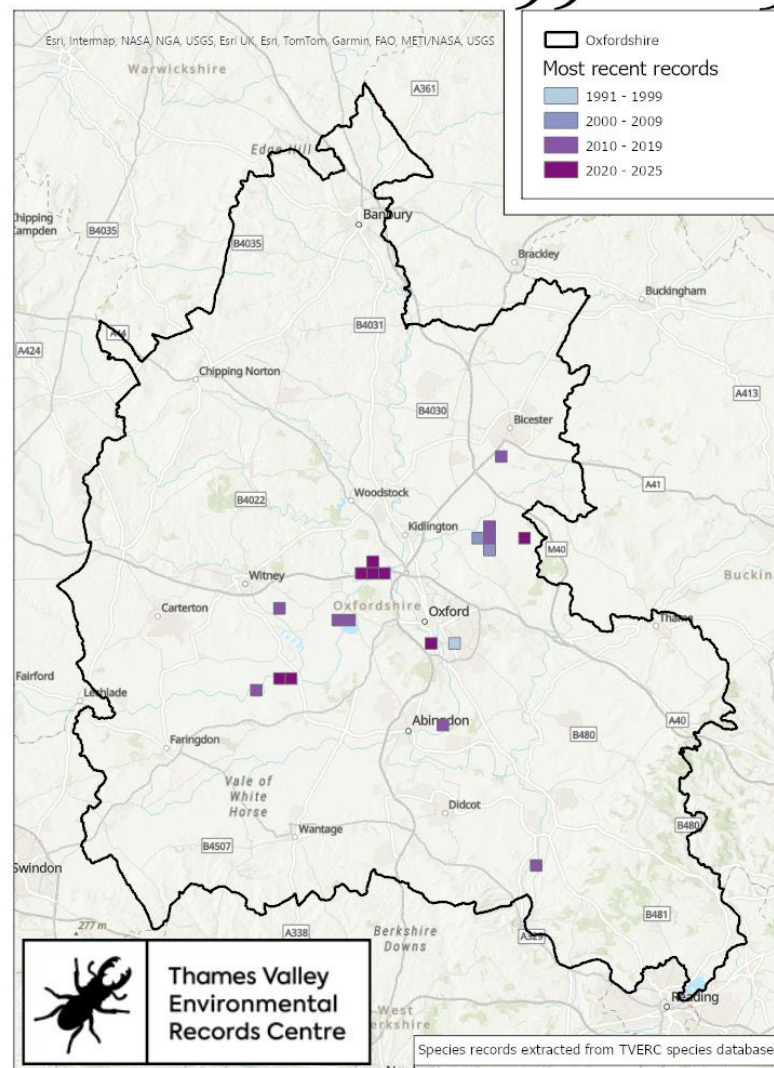 Esri, Intermap, NASA, NGA, USGS, Esri UK, Esri, TomTom, Garmin, FAO, METI/NASA, USGS
Oxfordshire
Most recent records
1991 - 1999
2000 - 2009
2010 - 2019
2020 - 2025
Warwickshire
A361
Edge Hill
Chipping
Campden
B4035
Banbury
B4035
Brackley
Buckingham
A44
B4031
A424
Chipping Norton
A413
B4030
Bicester
B4022
Woodstock
A41
Kidlington
M40
Witney
Oxfordshire
Carterton
Oxford
Thame
Fairford
Lechlade
A40
Abingdon
B480
Faringdon
Vale of
White
Horse
Didcot
Wantage
B480
B4507
Swindon
B481
277 m
A338
Berkshire
Downs
A329
Reading
West
Thames Valley
Environmental
Records Centre
Species records extracted from TVERC species database